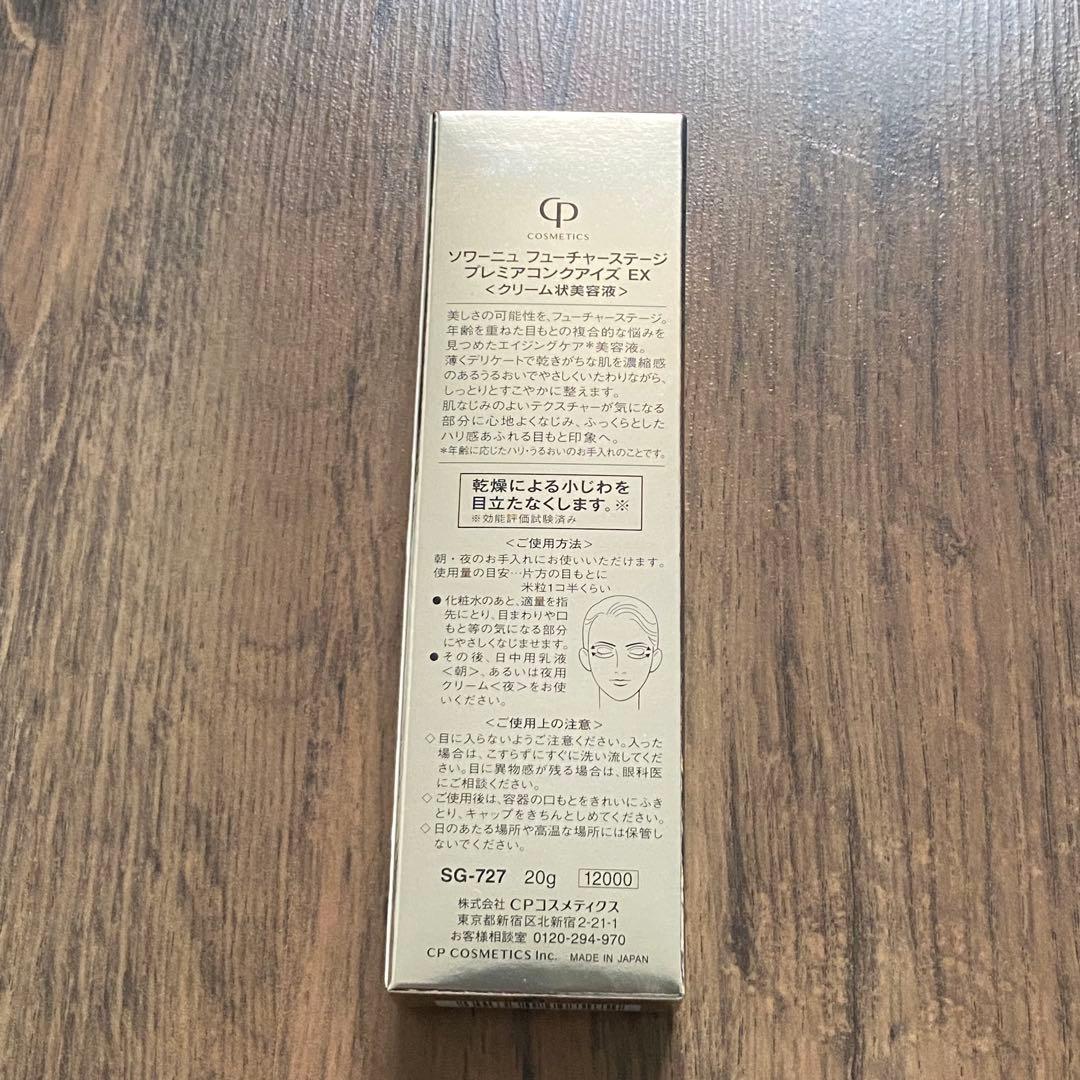 CP
COSMETICS
ソワーニュ フューチャーステージ
プレミアコンクアイズ EX
<クリーム状美容液>
美しさの可能性を、フューチャーステージ。
年齢を重ねた目もとの複合的な悩みを
見つめたエイジングケア*美容液。
薄くデリケートで乾きがちな肌を濃縮感
のあるうるおいでやさしくいたわりながら、
しっとりとすこやかに整えます。
肌なじみのよいテクスチャーが気になる
部分に心地よくなじみ、ふっくらとした
ハリ感あふれる目もと印象へ。
*年齢に応じたハリ・うるおいのお手入れのことです。
乾燥による小じわを
目立たなくします。※
※効能評価試験済み
<ご使用方法>
朝・夜のお手入れにお使いいただけます。
使用量の目安…片方の目もとに
米粒1コ半くらい
●化粧水のあと、適量を指
先にとり、目まわりや口
もと等の気になる部分
にやさしくなじませます。
●その後、日中用乳液
<朝>、あるいは夜用
クリーム<夜>をお使
いください。
<ご使用上の注意>
◇目に入らないようご注意ください。入った
場合は、こすらずにすぐに洗い流してくだ
さい。目に異物感が残る場合は、眼科医
にご相談ください。
◇ご使用後は、容器の口もとをきれいにふき
とり、キャップをきちんとしめてください。
◇日のあたる場所や高温な場所には保管し
ないでください。
SG-727 20g 12000
株式会社 CPコスメティクス
東京都新宿区北新宿2-21-1
お客様相談室 0120-294-970
CP COSMETICS Inc. MADE IN JAPAN